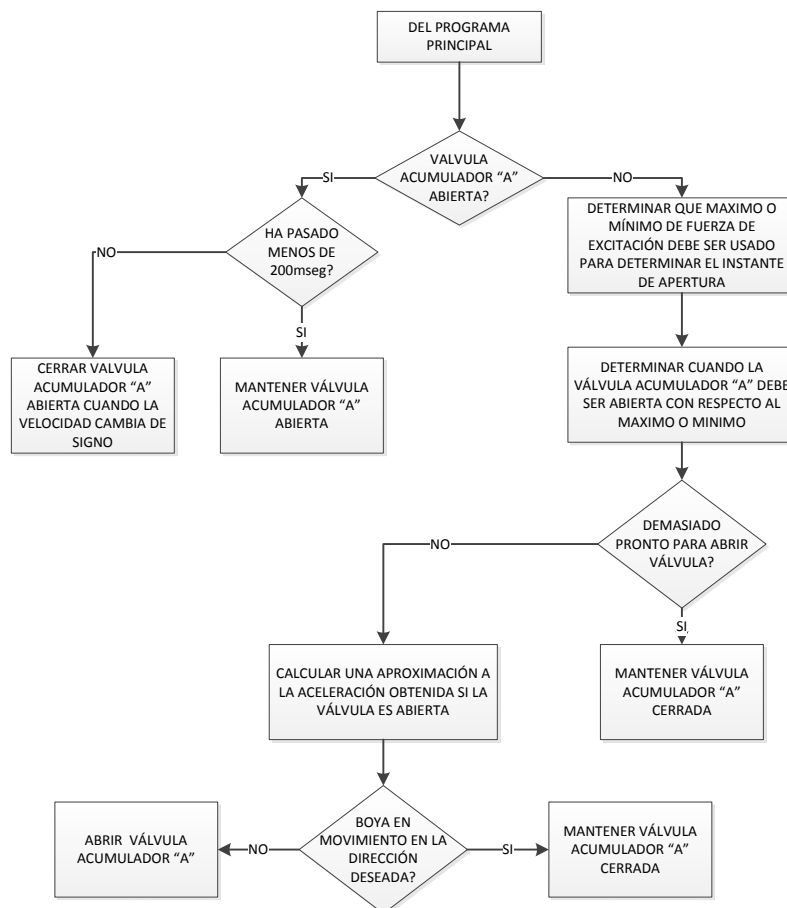 DEL PROGRAMA
PRINCIPAL
VALVULA
ACUMULADOR “A”
ABIERTA?
SI
NO
HA PASADO
MENOS DE
200mseg?
NO
SI
DETERMINAR QUE MAXIMO O
MÍNIMO DE FUERZA DE
EXCITACIÓN DEBE SER USADO
PARA DETERMINAR EL INSTANTE
DE APERTURA
CERRAR VALVULA
ACUMULADOR “A”
ABIERTA CUANDO LA
VELOCIDAD CAMBIA DE
SIGNO
MANTENER VÁLVULA
ACUMULADOR “A”
ABIERTA
DETERMINAR CUANDO LA
VÁLVULA ACUMULADOR “A” DEBE
SER ABIERTA CON RESPECTO AL
MAXIMO O MINIMO
DEMASIADO
PRONTO PARA ABRIR
VÁLVULA?
NO
SI
CALCULAR UNA APROXIMACIÓN A
LA ACELERACIÓN OBTENIDA SI LA
VÁLVULA ES ABIERTA
MANTENER VÁLVULA
ACUMULADOR “A”
CERRADA
BOYA EN
MOVIMIENTO EN LA
DIRECCIÓN
DESEADA?
NO
SI
ABRIR VÁLVULA
ACUMULADOR “A”
MANTENER VÁLVULA
ACUMULADOR “A”
CERRADA